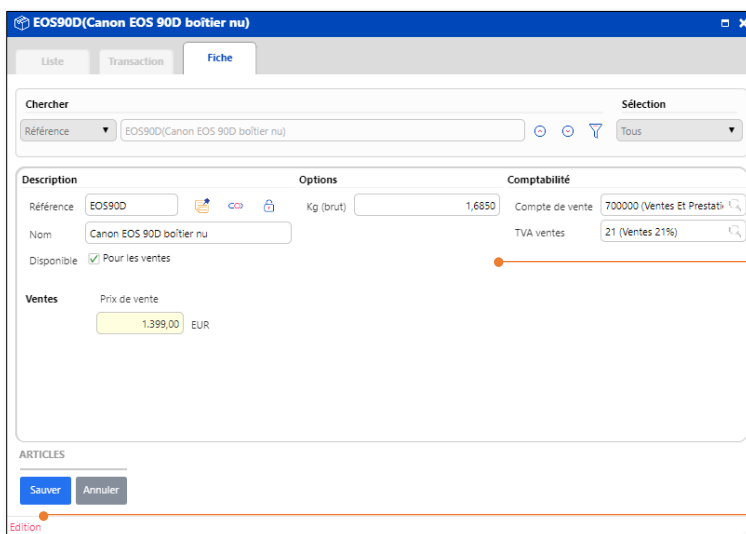 EOS90D(Canon EOS 90D boîtier nu)
Liste Transaction Fiche
Chercher Sélection
Référence EOS90D(Canon EOS 90D boîtier nu) Tous
Description Options Comptabilité
Référence EOS90D Kg (brut) 1,6850 Compte de vente 700000 (Ventes Et Prestati
Nom Canon EOS 90D boîtier nu TVA ventes 21 (Ventes 21%)
Disponible Pour les ventes
Ventes Prix de vente
1.399,00 EUR
ARTICLES
Sauver Annuler
Edition